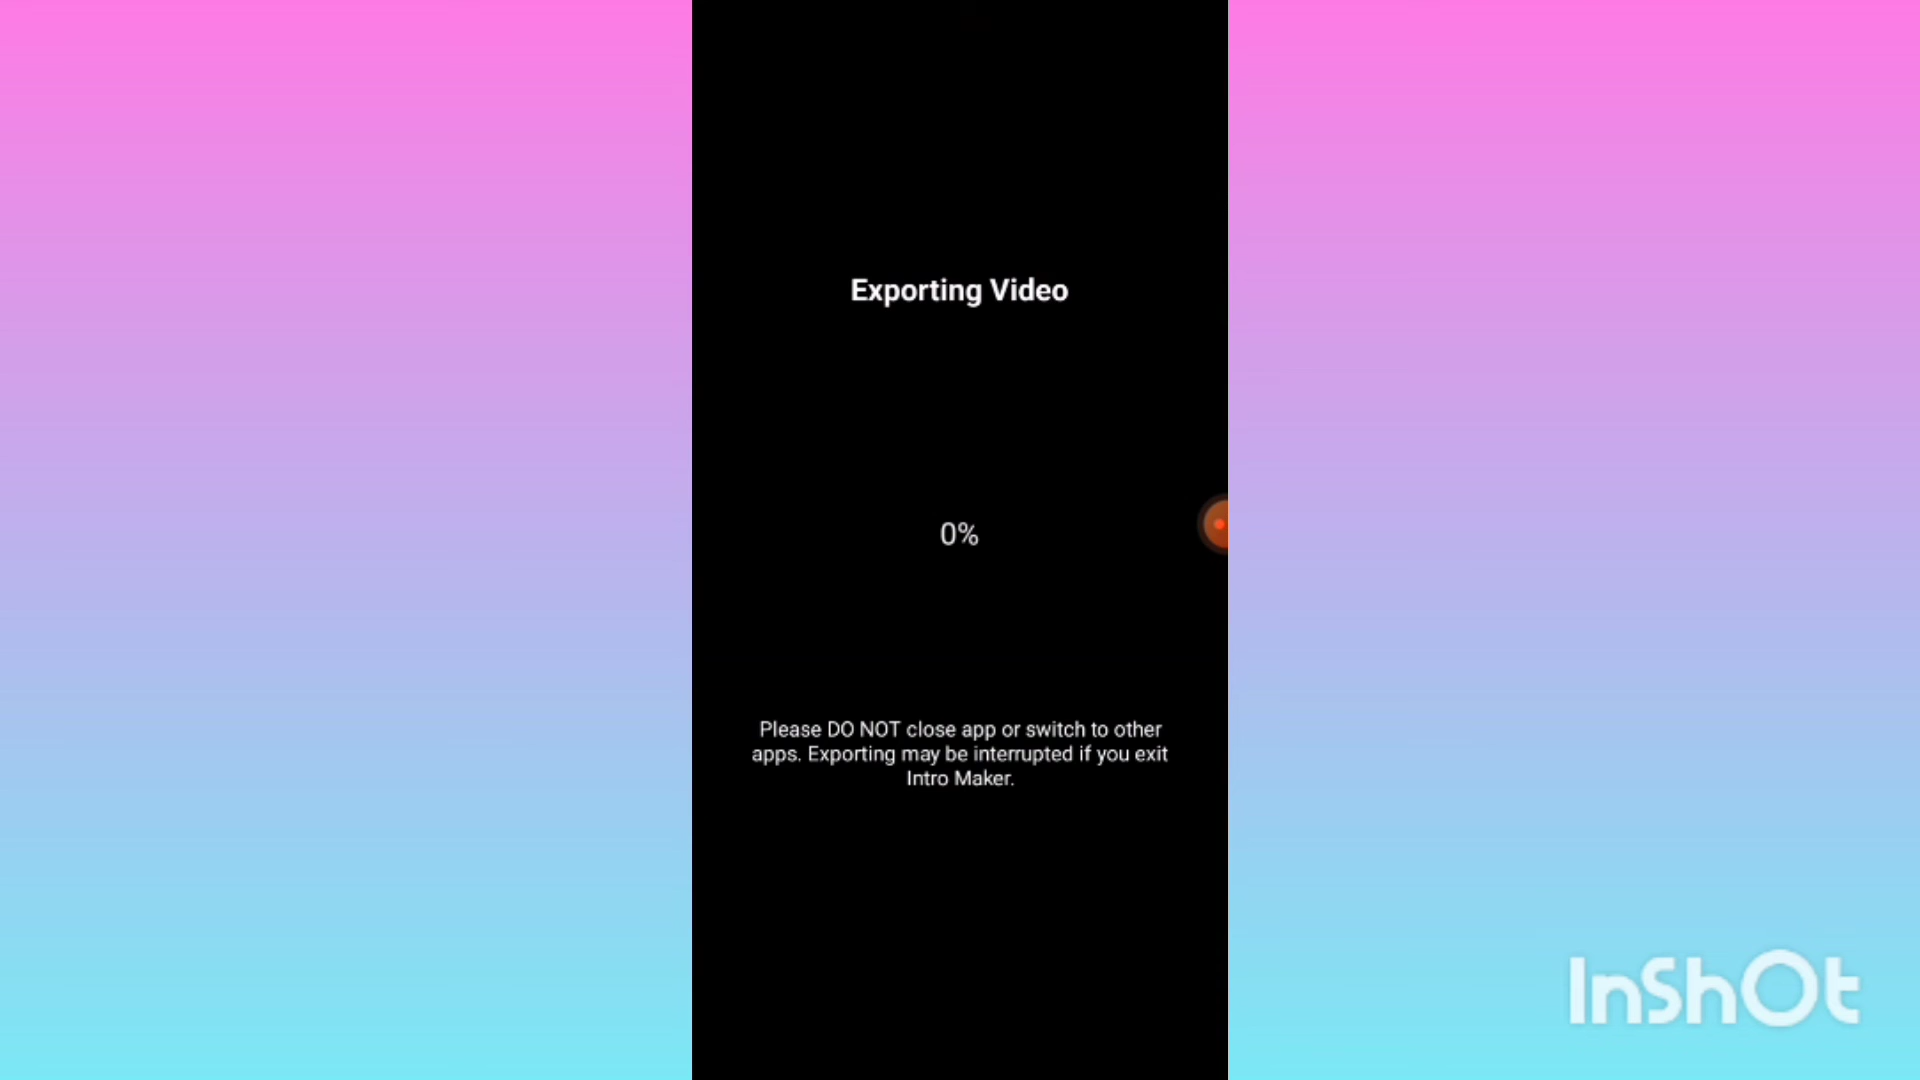 Exporting Video
0%
Please DO NOT close app or switch to other
apps. Exporting may be interrupted if you exit
Intro Maker.
InShOt